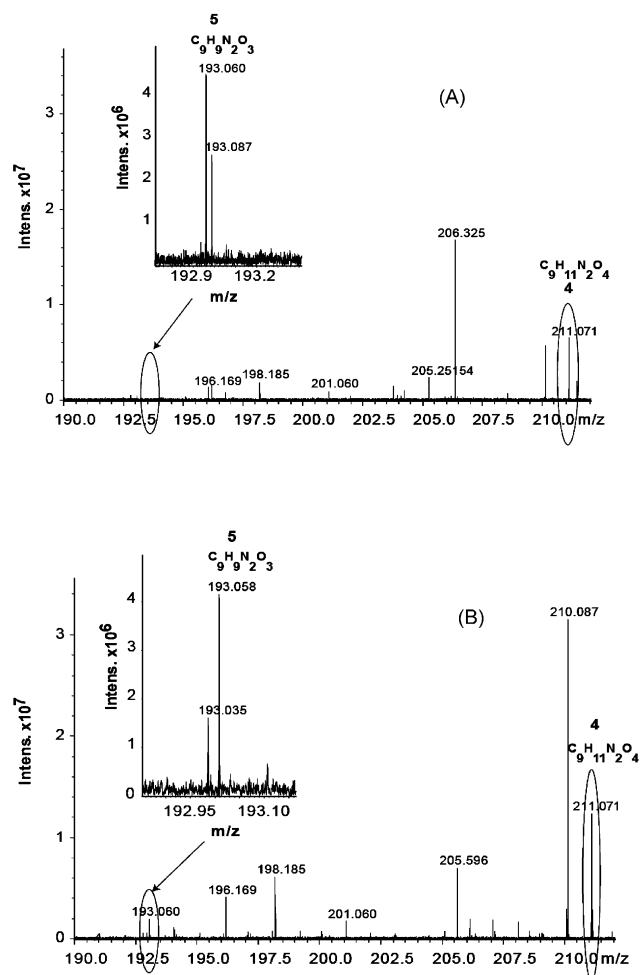 5
C9H9N2O3
193.060
193.087
4
3
2
1
Intens. x10^6
192.9 193.2
m/z
(A)
3
2
1
0
Intens. x10^7
206.325
C9H11N2O4
4
211.071
196.169
198.185
201.060
205.25154
190.0 192.5 195.0 197.5 200.0 202.5 205.0 207.5 210.0 m/z
5
C9H9N2O3
193.058
193.035
4
3
2
1
0
Intens. x10^6
192.95 193.10
m/z
(B)
3
2
1
0
Intens. x10^7
210.087
4
C9H11N2O4
211.071
193.060
196.169
198.185
201.060
205.596
190.0 192.5 195.0 197.5 200.0 202.5 205.0 207.5 210.0 m/z